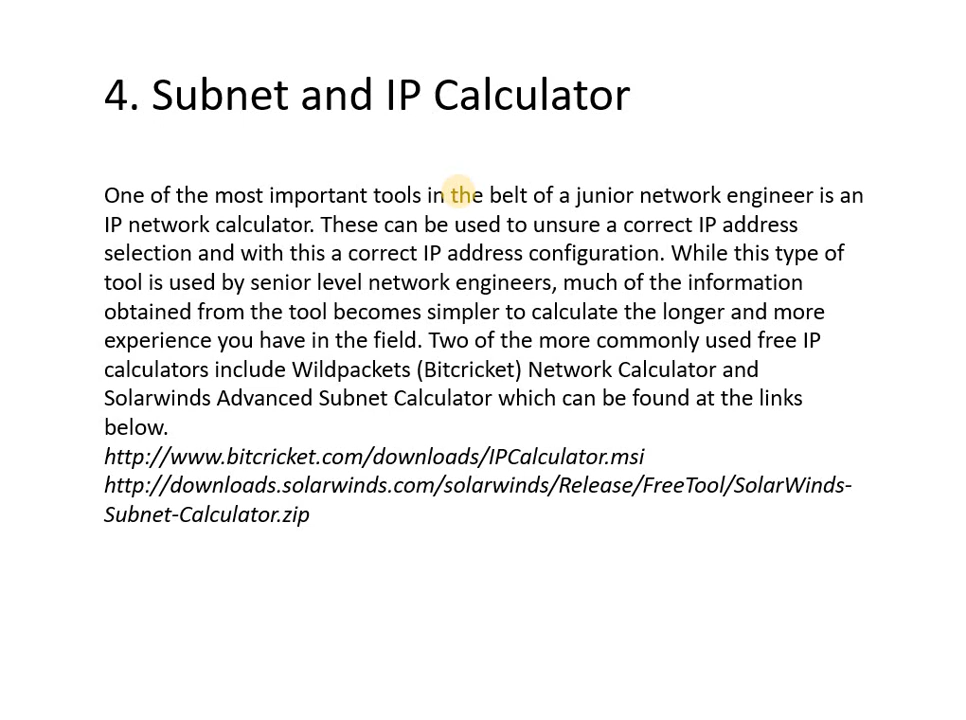 4. Subnet and IP Calculator
One of the most important tools in the belt of a junior network engineer is an
IP network calculator. These can be used to unsure a correct IP address
selection and with this a correct IP address configuration. While this type of
tool is used by senior level network engineers, much of the information
obtained from the tool becomes simpler to calculate the longer and more
experience you have in the field. Two of the more commonly used free IP
calculators include Wildpackets (Bitcricket) Network Calculator and
Solarwinds Advanced Subnet Calculator which can be found at the links
below.
http://www.bitcricket.com/downloads/IPCalculator.msi
http://downloads.solarwinds.com/solarwinds/Release/FreeTool/SolarWinds-
Subnet-Calculator.zip